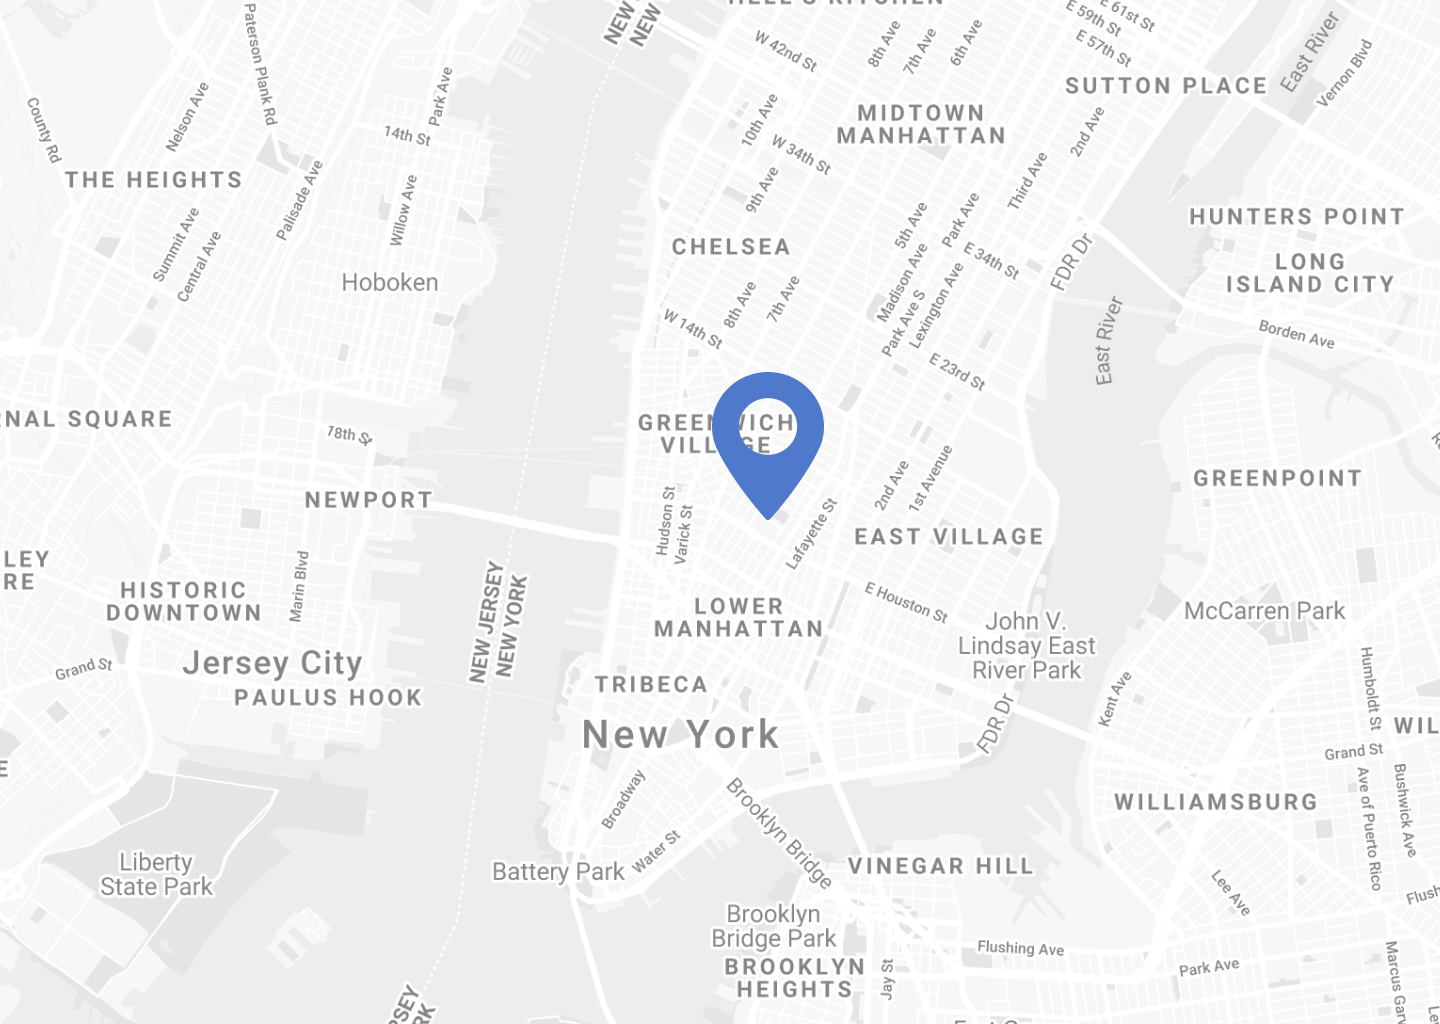 HELL'S KITCHEN
E 61st St
E 59th St
E 57th St
East River
Vernon Blvd
SUTTON PLACE
6th Ave
7th Ave
8th Ave
W 42nd St
NEW
NEW
Paterson Plank Rd
Park Ave
Nelson Ave
County Rd
14th St
10th Ave
MIDTOWN
MANHATTAN
2nd Ave
W 34th St
THE HEIGHTS
Palisade Ave
Willow Ave
9th Ave
Third Ave
HUNTERS POINT
Summit Ave
Central Ave
CHELSEA
5th Ave
Park Ave
E 34th St
FDR Dr
LONG
ISLAND CITY
Hoboken
8th Ave
7th Ave
Madison Ave
Park Ave S
Lexington Ave
W 14th St
East River
Borden Ave
E 23rd St
RNAL SQUARE
18th St
GREENWICH
VILLAGE
GREENPOINT
NEWPORT
2nd Ave
1st Avenue
Hudson St
Varick St
Lafayette St
EAST VILLAGE
LEY
RE
HISTORIC
DOWNTOWN
Marin Blvd
NEW JERSEY
NEW YORK
LOWER
MANHATTAN
E Houston St
John V.
Lindsay East
River Park
McCarren Park
Grand St
Jersey City
PAULUS HOOK
TRIBECA
Kent Ave
Humboldt St
New York
FDR Dr
WIL
Grand St
E
Broadway
Brooklyn Bridge
WILLIAMSBURG
Ave of Puerto Rico
Bushwick Ave
Water St
Liberty
State Park
Battery Park
VINEGAR HILL
Lee Ave
Flush
Brooklyn
Bridge Park
Flushing Ave
Park Ave
BROOKLYN
HEIGHTS
Jay St
Marcus Garv
RSEY
RK